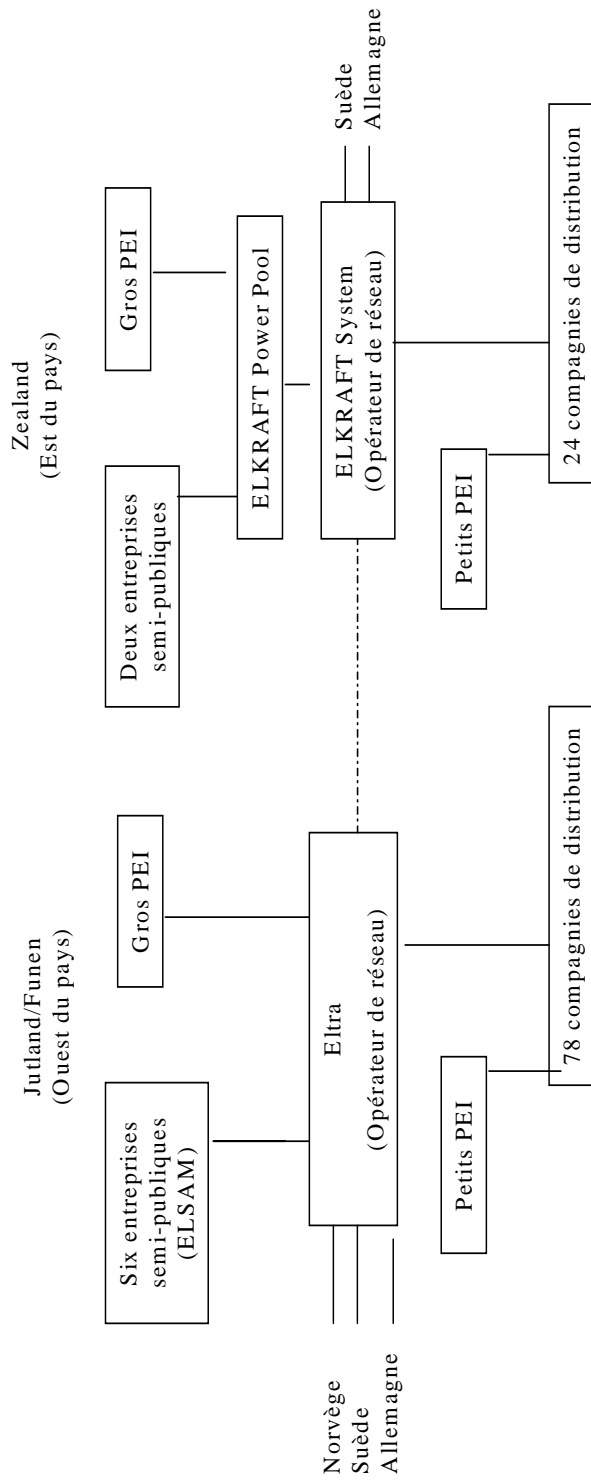 Jutland/Funen
(Ouest du pays)
Zealand
(Est du pays)
Six entreprises
semi-publiques
(ELSAM)
Gros PEI
Deux entreprises
semi-publiques
Gros PEI
ELKRAFT Power Pool
Norvège
Suède
Allemagne
Eltra
(Opérateur de réseau)
ELKRAFT System
(Opérateur de réseau)
Suède
Allemagne
Petits PEI
78 compagnies de distribution
Petits PEI
24 compagnies de distribution